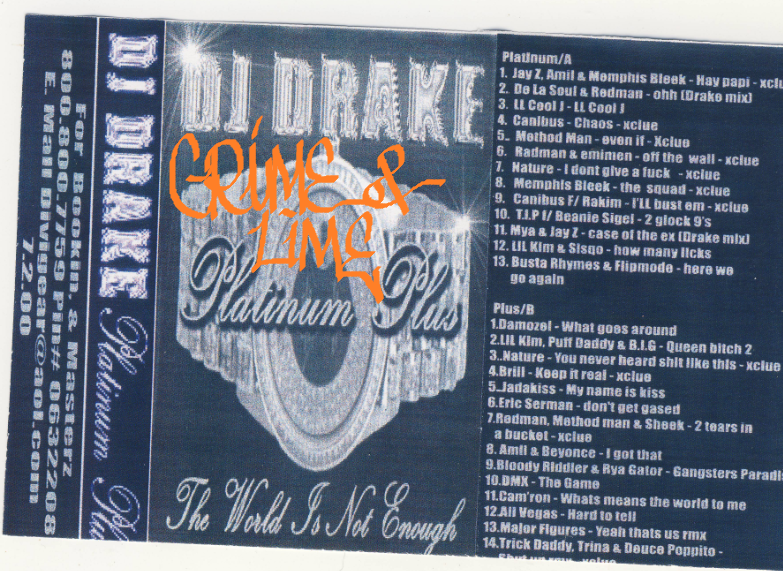 For Bookin, & Masterz
800.800.7759 Pin# 0632208
E. Mail Divigear@aol.com
7.2.00
DJ DRAKE Platinum Plu
DJ DRAKE
GRIME &
LIME
Platinum Plus
The World Is Not Enough
Platinum/A
1. Jay Z, Amil & Memphis Bleek - Hay papi - xclu
2. De La Soul & Redman - ohh (Drake mix)
3. LL Cool J - LL Cool J
4. Canibus - Chaos - xclue
5.. Method Man - even if - Xclue
6. Radman & eminmen - off the wall - xclue
7. Nature - I dont give a fuck - xclue
8. Memphis Bleek - the squad - xclue
9. Canibus F/ Rakim - I'LL bust em - xclue
10. T.I.P f/ Beanie Sigel - 2 glock 9's
11. Mya & Jay Z - case of the ex (Drake mix)
12. LIL Kim & Sisqo - how many licks
13. Busta Rhymes & Flipmode - here we
go again
Plus/B
1.Damozel - What goes around
2.LIL Kim, Puff Daddy & B.I.G - Queen bitch 2
3..Nature - You never heard shit like this - xclue
4.Brill - Keep it real - xclue
5..Jadakiss - My name is kiss
6.Eric Serman - don't get gased
7.Redman, Method man & Sheek - 2 tears in
a bucket - xclue
8. Amil & Beyonce - I got that
9.Bloody Riddler & Rya Gator - Gangsters Paradis
10.DMX - The Game
11.Cam'ron - Whats means the world to me
12.Ali Vegas - Hard to tell
13.Major Figures - Yeah thats us rmx
14.Trick Daddy, Trina & Deuce Poppito -